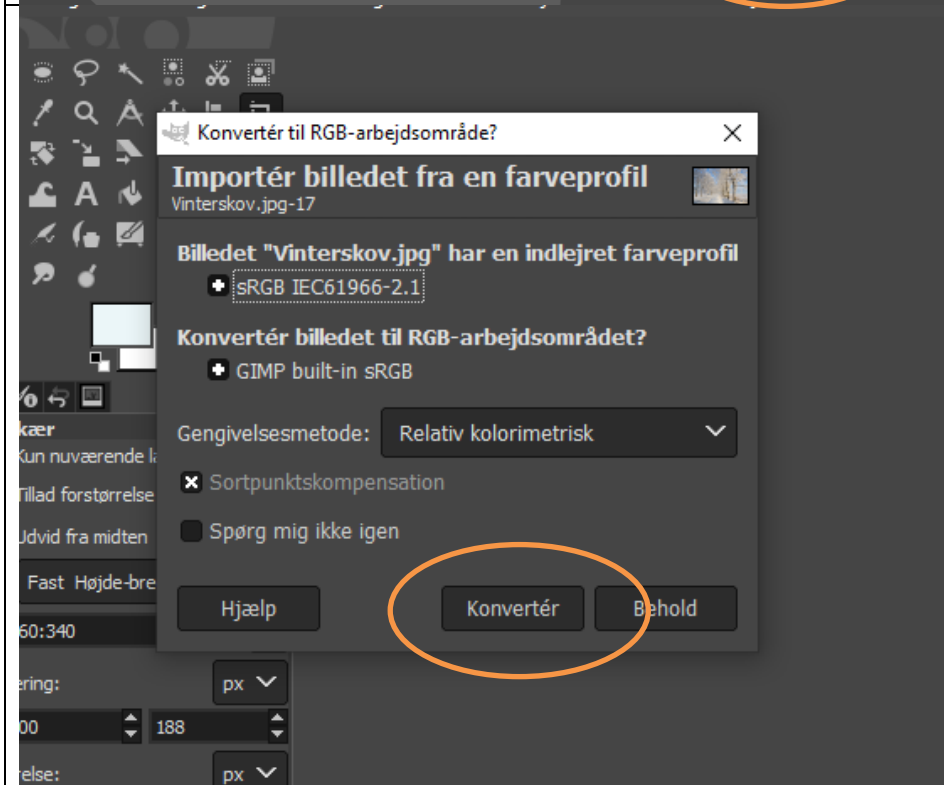 Konvertér til RGB-arbejdsområde?
Importér billedet fra en farveprofil
Vinterskov.jpg-17
Billedet "Vinterskov.jpg" har en indlejret farveprofil
sRGB IEC61966-2.1
Konvertér billedet til RGB-arbejdsområdet?
GIMP built-in sRGB
kær
Gengivelsesmetode: Relativ kolorimetrisk
Kun nuværende
Sortpunktskompensation
Tillad forstørrelse
Spørg mig ikke igen
Udvid fra midten
Fast Højde-bre
Hjælp Konvertér Behold
60:340
ering: px
00 188
relse: px